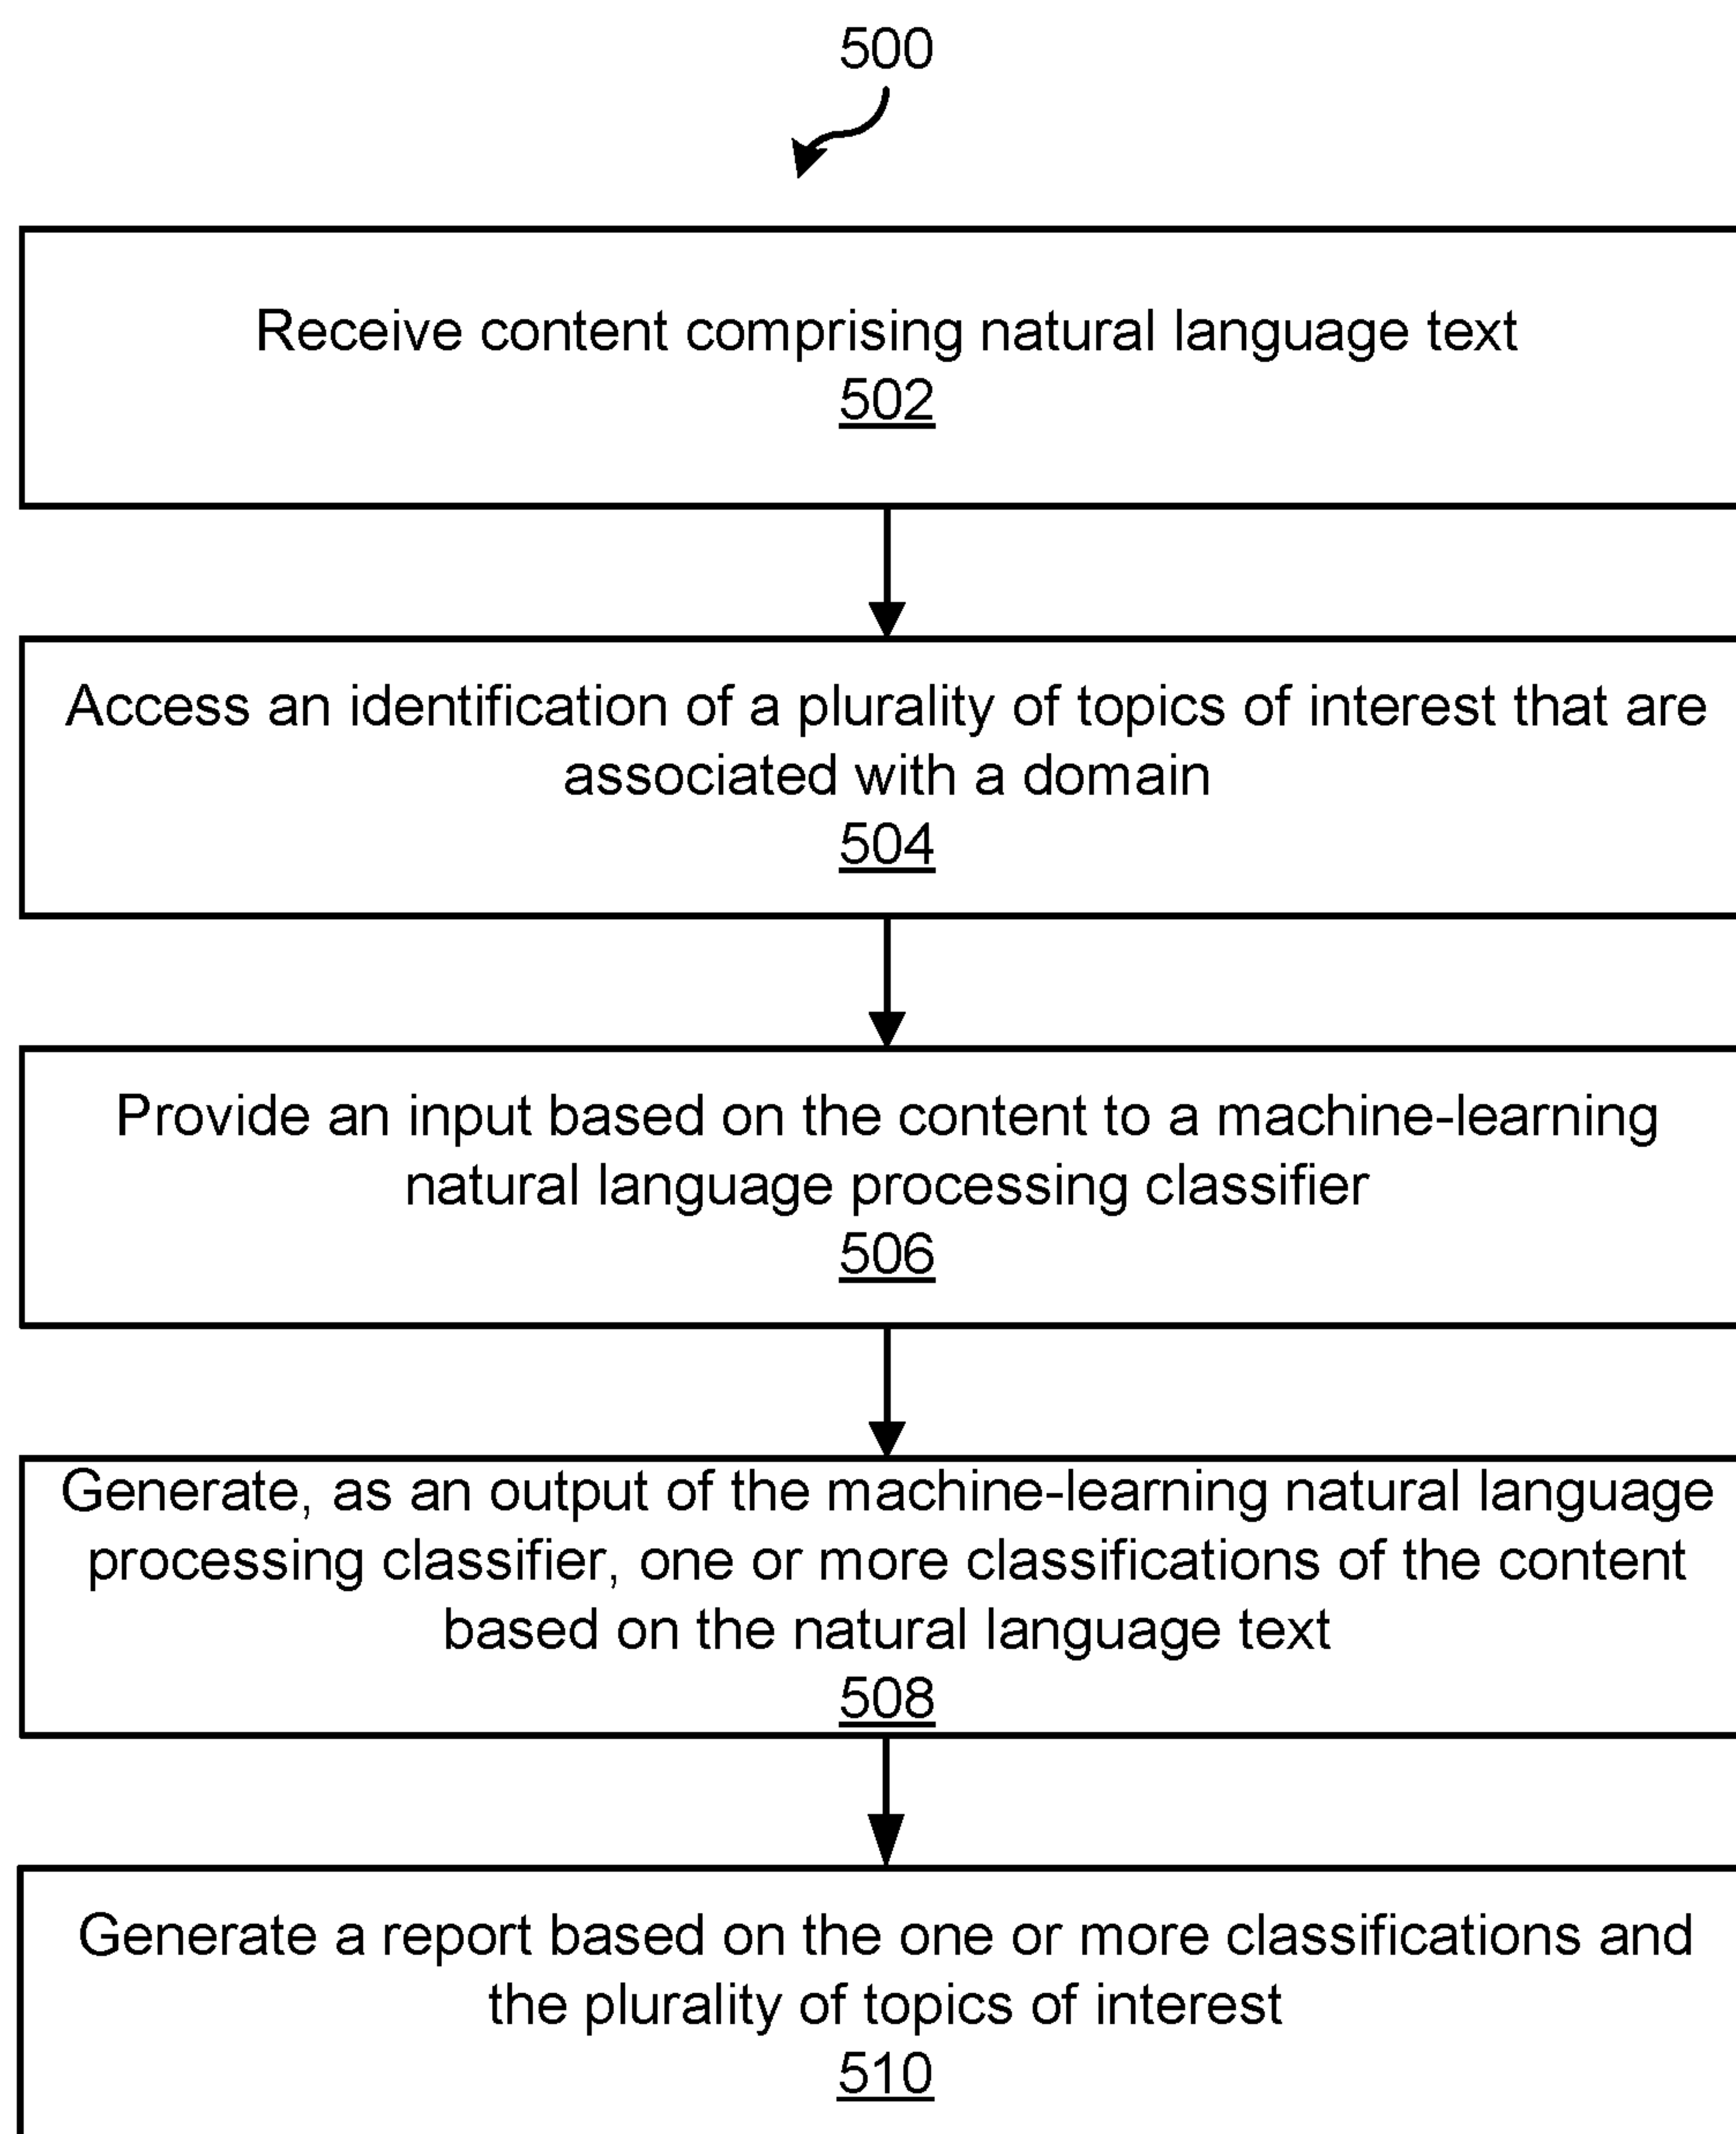 500
Receive content comprising natural language text
502
Access an identification of a plurality of topics of interest that are
associated with a domain
504
Provide an input based on the content to a machine-learning
natural language processing classifier
506
Generate, as an output of the machine-learning natural language
processing classifier, one or more classifications of the content
based on the natural language text
508
Generate a report based on the one or more classifications and
the plurality of topics of interest
510